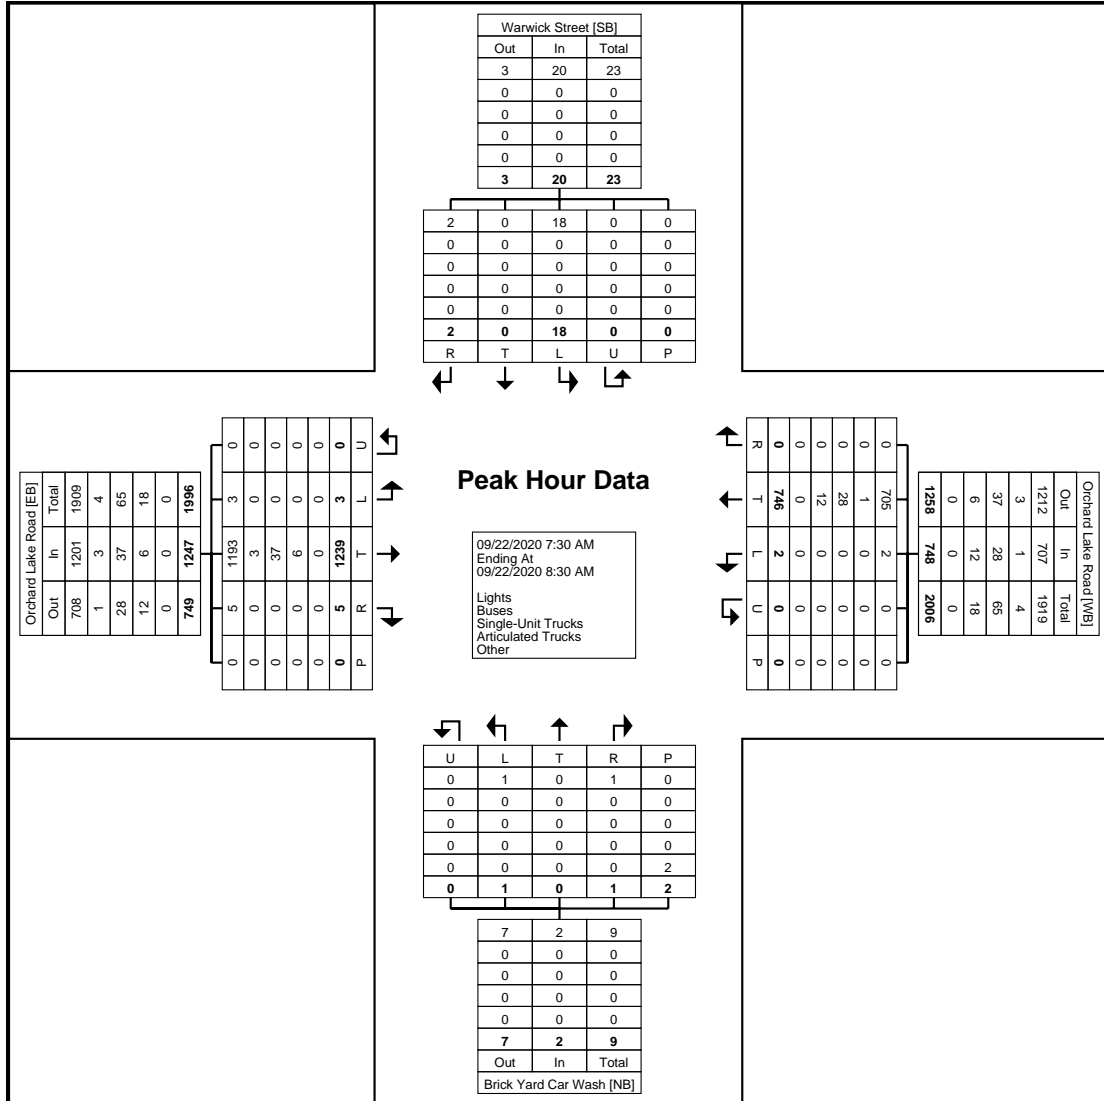 Warwick Street [SB]
Out In Total
3 20 23
0 0 0
0 0 0
0 0 0
0 0 0
3 20 23
2 0 18 0 0
0 0 0 0 0
0 0 0 0 0
0 0 0 0 0
0 0 0 0 0
2 0 18 0 0
R T L U P
Orchard Lake Road [EB]
Total In Out
1909 1201 708
4 3 1
65 37 28
18 6 12
0 0 0
1996 1247 749
0 3 1193 5 0
0 0 3 0 0
0 0 37 0 0
0 0 6 0 0
0 0 0 0 0
0 3 1239 5 0
U L T R P
Peak Hour Data
09/22/2020 7:30 AM
Ending At
09/22/2020 8:30 AM
Lights
Buses
Single-Unit Trucks
Articulated Trucks
Other
R T L U P
0 746 2 0 0
0 0 0 0 0
0 12 0 0 0
0 28 0 0 0
0 1 0 0 0
0 705 2 0 0
Orchard Lake Road [WB]
Out In Total
1212 707 1919
3 1 4
37 28 65
6 12 18
0 0 0
1258 748 2006
U L T R P
0 1 0 1 0
0 0 0 0 0
0 0 0 0 0
0 0 0 0 0
0 0 0 0 2
0 1 0 1 2
7 2 9
0 0 0
0 0 0
0 0 0
0 0 0
7 2 9
Out In Total
Brick Yard Car Wash [NB]